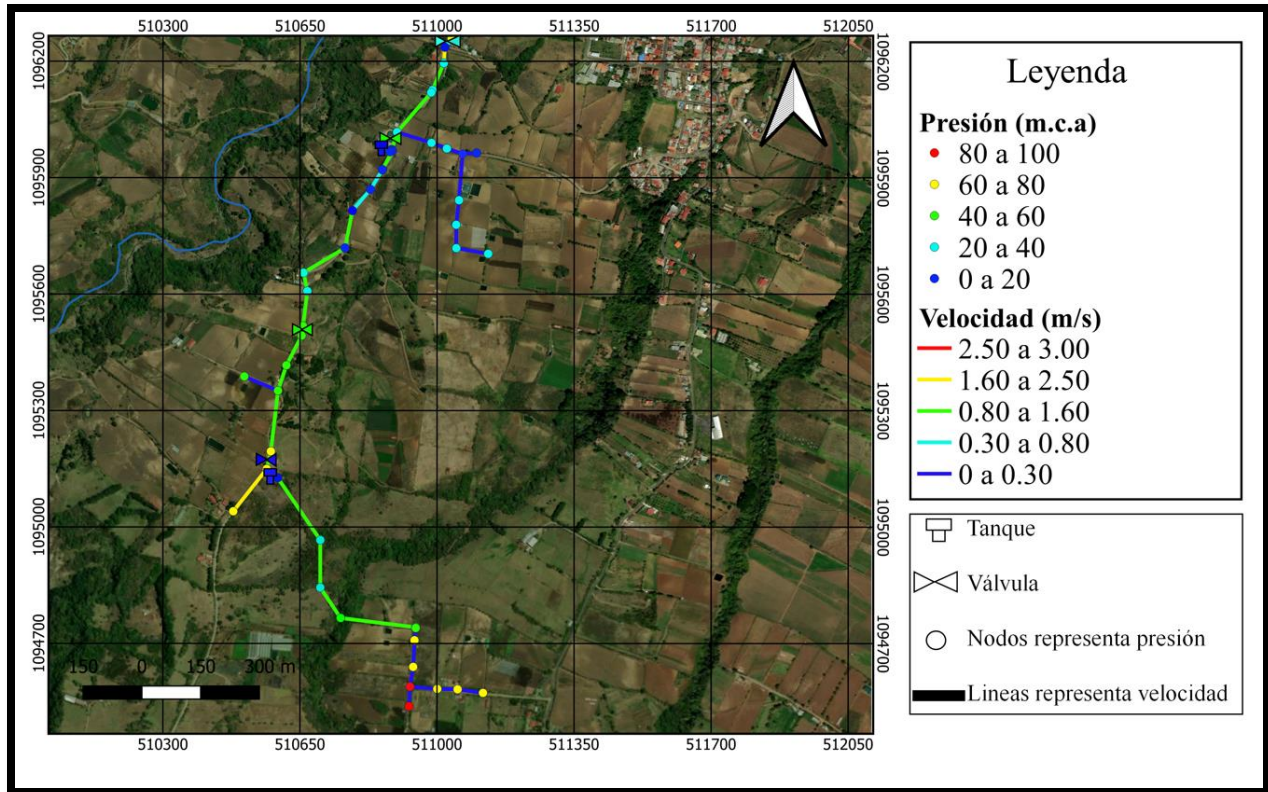 510300 510650 511000 511350 511700 512050
1096200
1095900
1095600
1095300
1095000
1094700
1096200
1095900
1095600
1095300
1095000
1094700
150 0 150 300 m
510300 510650 511000 511350 511700 512050
Leyenda
Presión (m.c.a)
80 a 100
60 a 80
40 a 60
20 a 40
0 a 20
Velocidad (m/s)
2.50 a 3.00
1.60 a 2.50
0.80 a 1.60
0.30 a 0.80
0 a 0.30
Tanque
Válvula
Nodos representa presión
Lineas representa velocidad